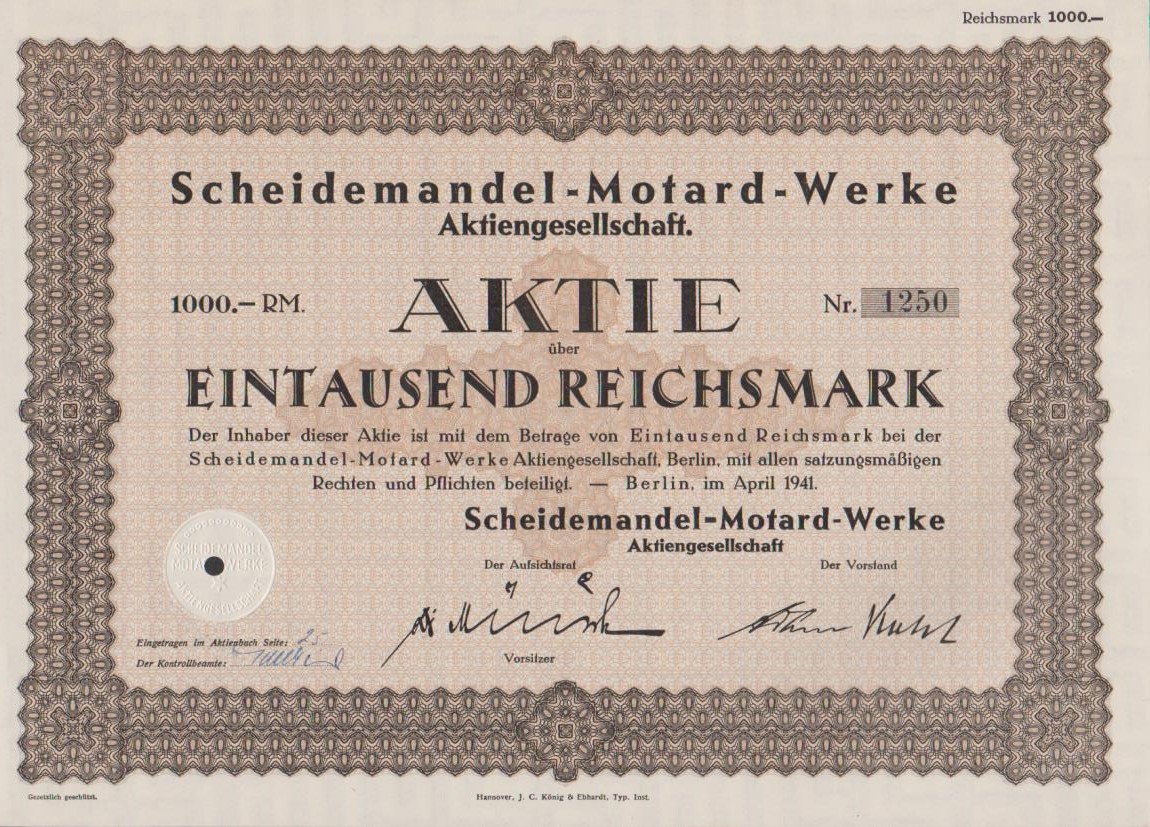 Reichsmark 1000.—
Scheidemandel-Motard-Werke
Aktiengesellschaft.
1000.— RM.
AKTIE
Nr. 1250
über
EINTAUSEND REICHSMARK
Der Inhaber dieser Aktie ist mit dem Betrage von Eintausend Reichsmark bei der
Scheidemandel-Motard-Werke Aktiengesellschaft, Berlin, mit allen satzungsmäßigen
Rechten und Pflichten beteiligt. — Berlin, im April 1941.
Scheidemandel-Motard-Werke
Aktiengesellschaft
Der Aufsichtsrat
Der Vorstand
SCHEIDEMANDEL
MOTARD WERKE
AKTIENGESELLSCHAFT
Eingetragen im Aktienbuch Seite: 25
Der Kontrollbeamte:
Vorsitzer
Gesetzlich geschützt.
Hannover, J. C. König & Ebhardt, Typ. Inst.